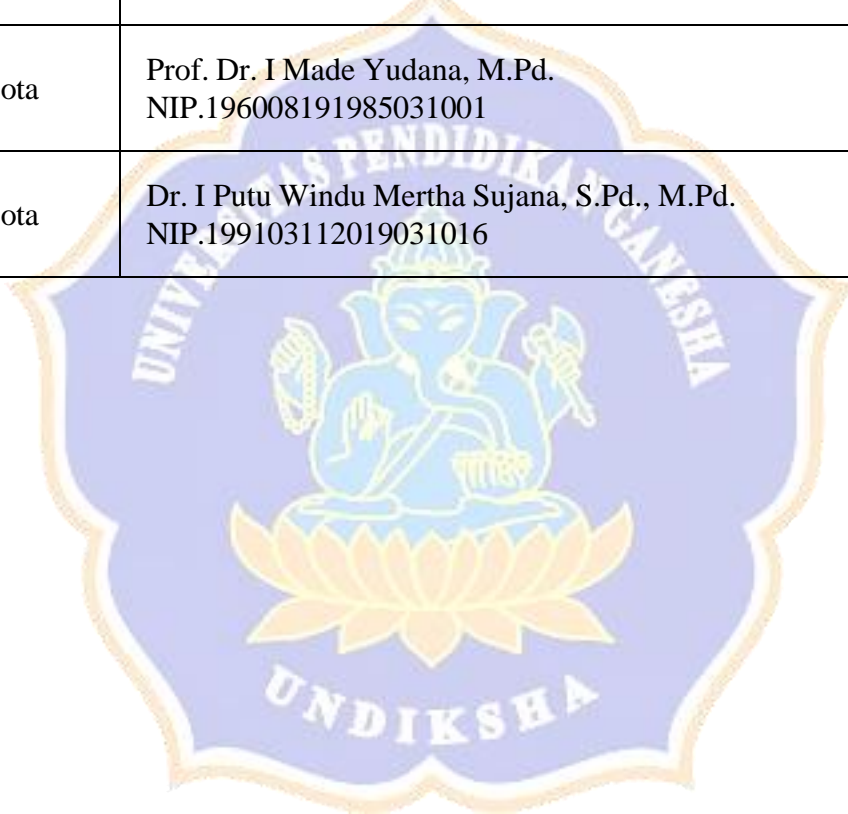 ota
Prof. Dr. I Made Yudana, M.Pd.
NIP.196008191985031001
ota
Dr. I Putu Windu Mertha Sujana, S.Pd., M.Pd.
NIP.199103112019031016
UNIVERSITAS PENDIDIKAN GANESHA
UNDIKSHA